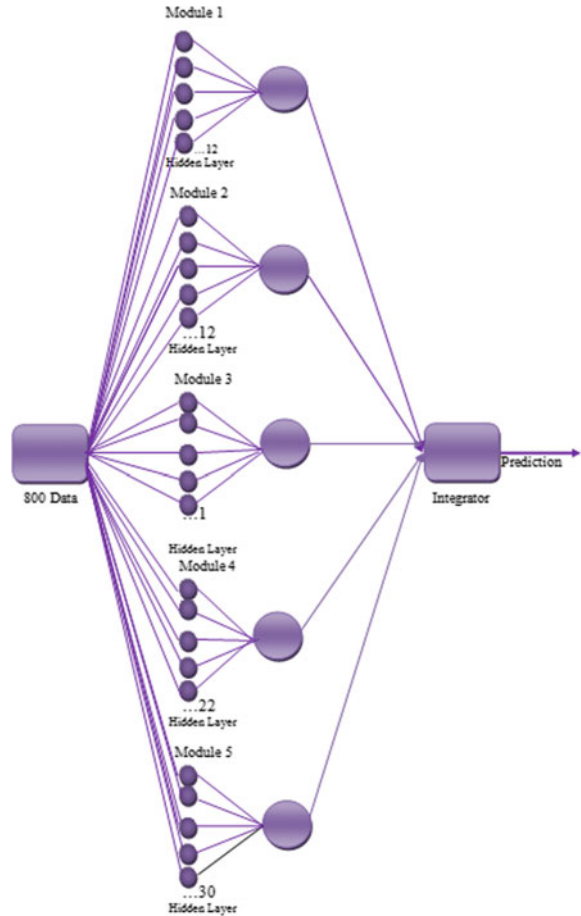 Module 1
...12
Hidden Layer
Module 2
...12
Hidden Layer
Module 3
800 Data
...1
Integrator
Prediction
Hidden Layer
Module 4
...22
Hidden Layer
Module 5
...30
Hidden Layer